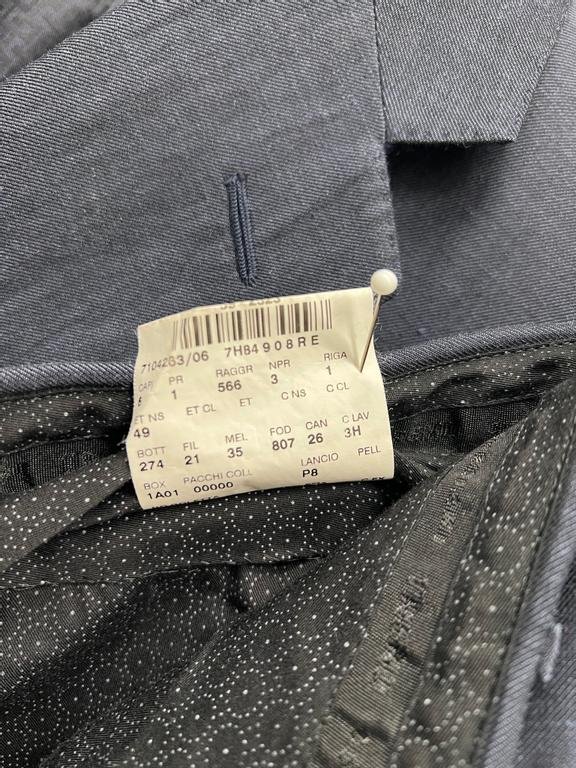 7104263/06 7H84908RE
CAPI PR RAGGR NPR RIGA
1 566 3 1
ET NS ET CL ET C NS C CL
49
BOTT FIL MEL FOD CAN C LAV
274 21 35 807 26 3H
BOX PACCHI COLL LANCIO PELL
1A01 00000 P8